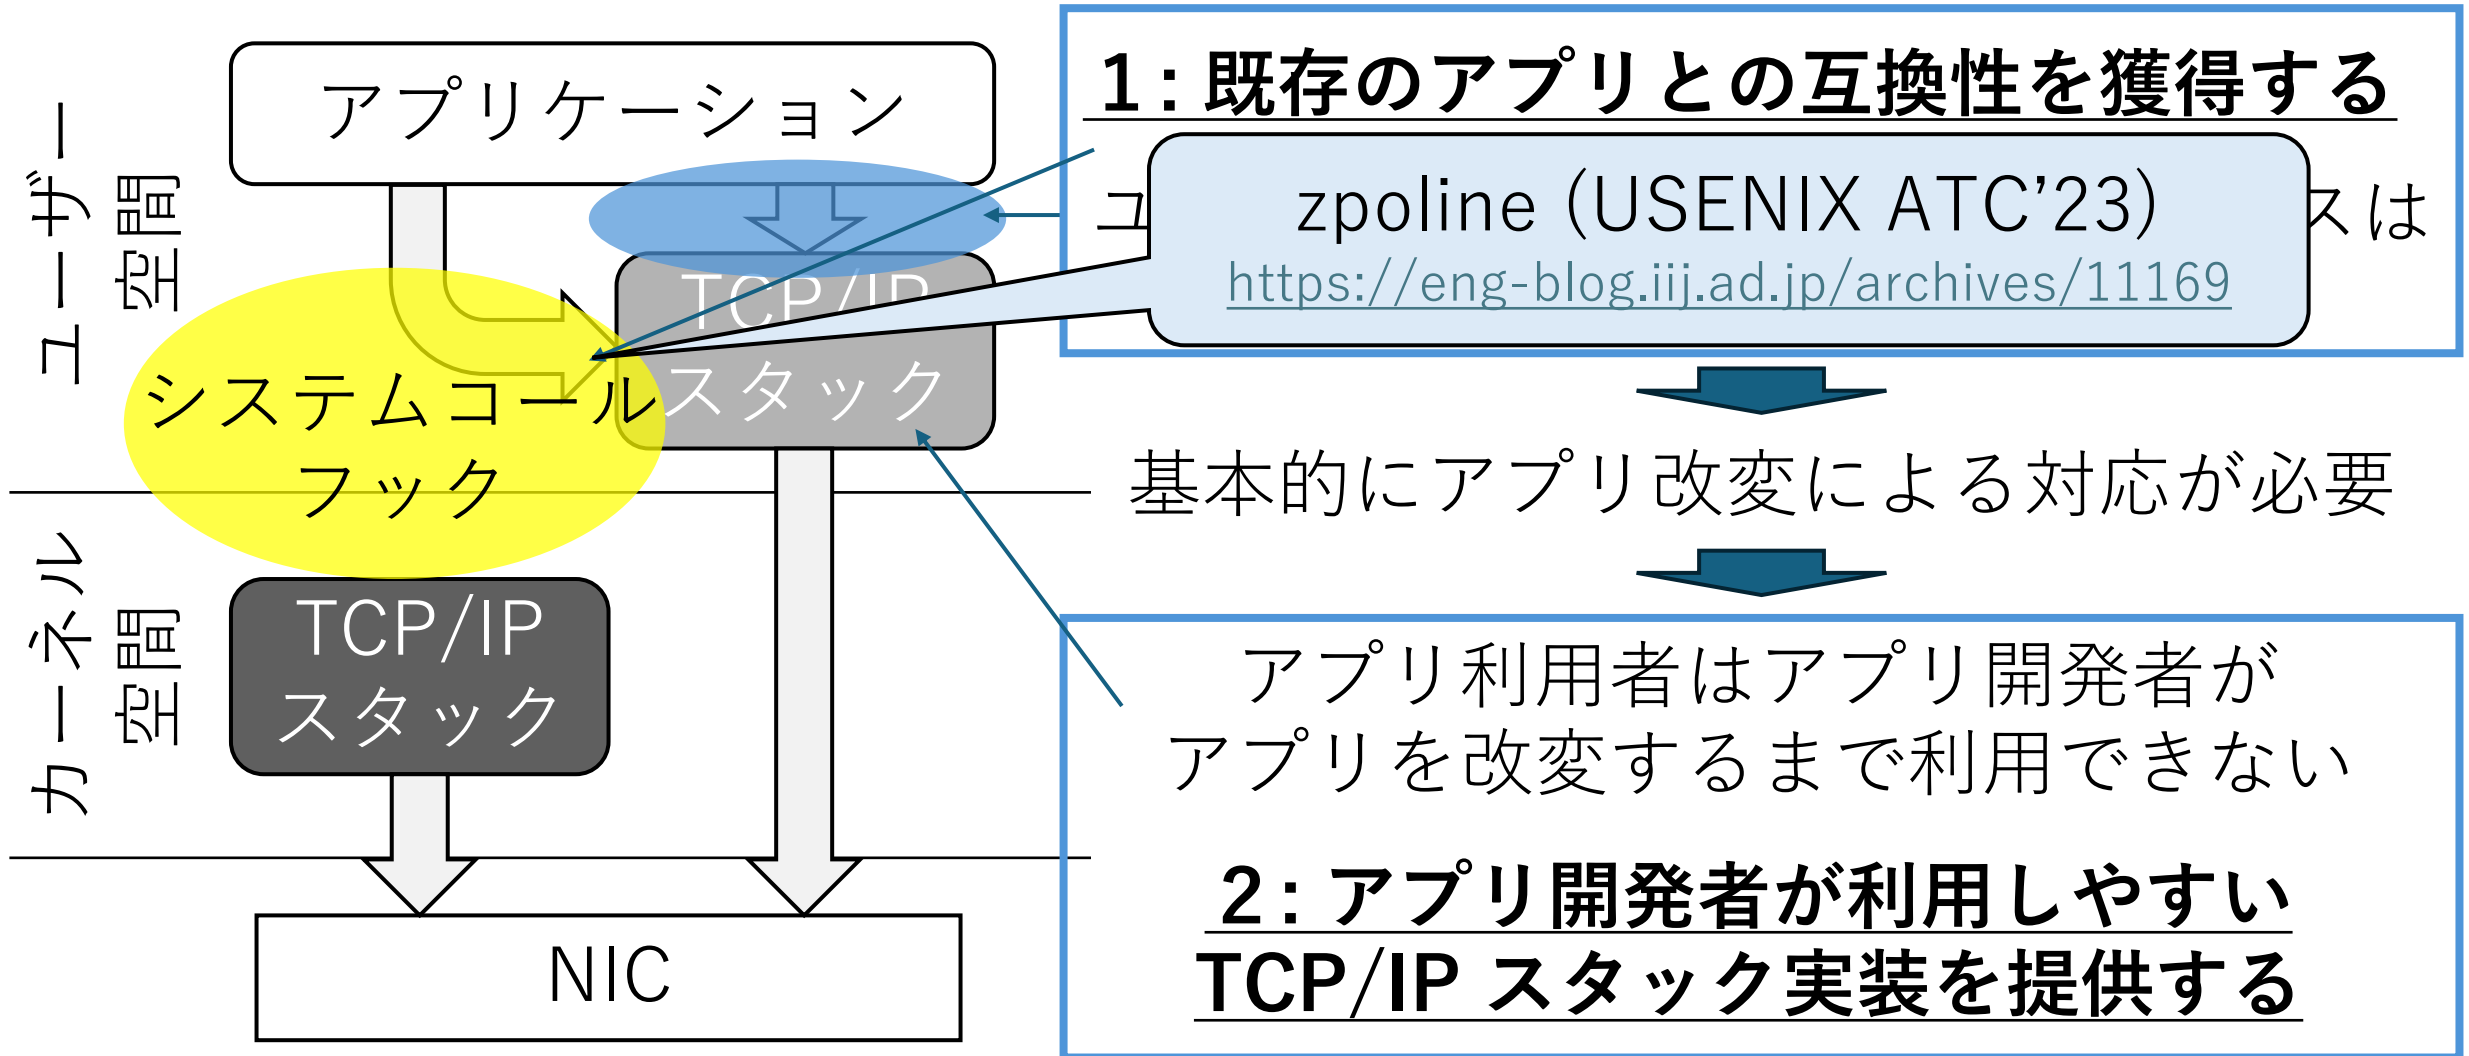 ユーザー
空間
アプリケーション
TCP/IP
スタック
システムコール
フック
カーネル
空間
TCP/IP
スタック
NIC
1：既存のアプリとの互換性を獲得する
zpoline (USENIX ATC’23)
https://eng-blog.iij.ad.jp/archives/11169
スは
基本的にアプリ改変による対応が必要
アプリ利用者はアプリ開発者が
アプリを改変するまで利用できない
2：アプリ開発者が利用しやすい
TCP/IP スタック実装を提供する